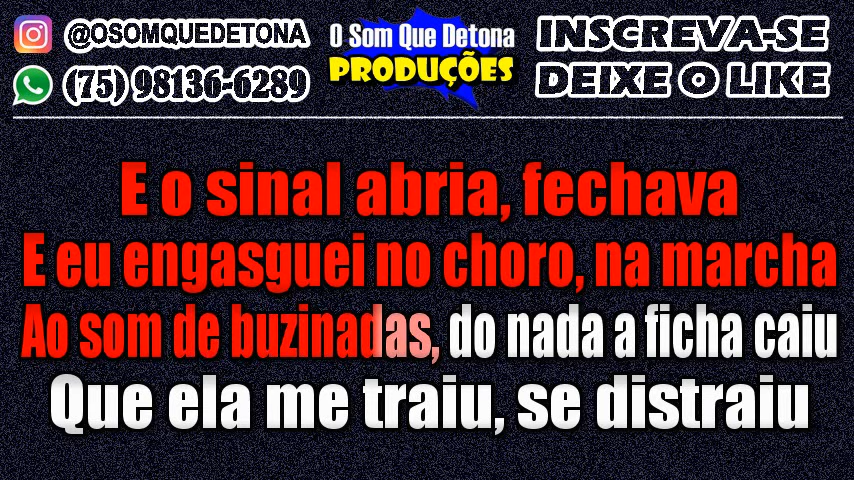 @OSOMQUEDETONA
(75) 98136-6289
O Som Que Detona
PRODUÇÕES
INSCREVA-SE
DEIXE O LIKE
E o sinal abria, fechava
E eu engasguei no choro, na marcha
Ao som de buzinadas, do nada a ficha caiu
Que ela me traiu, se distraiu